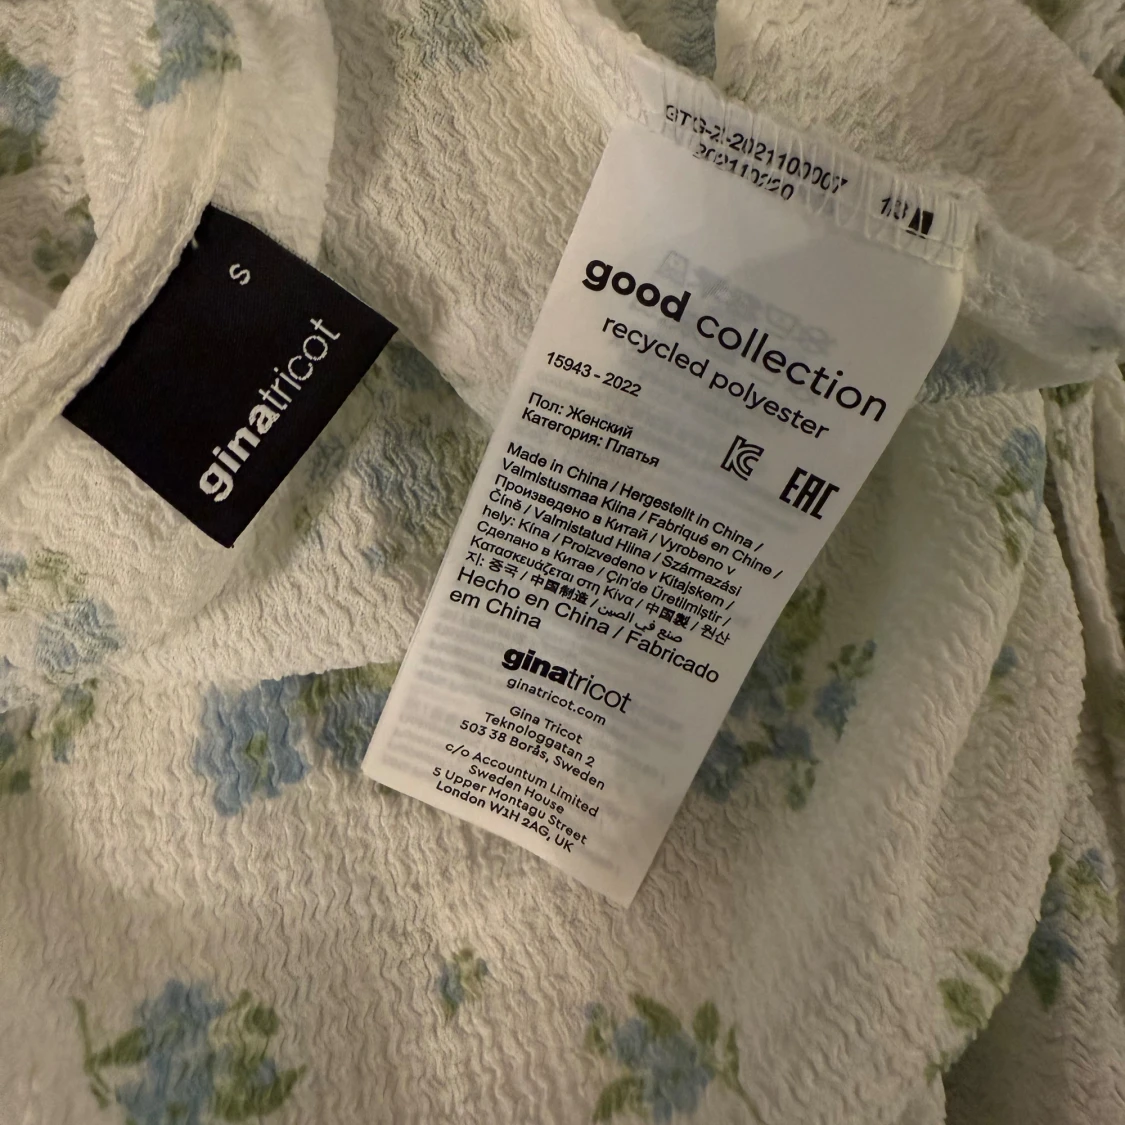 s
ginatricot
GTG-Z-2021100007
202110220
good collection
recycled polyester
15943 - 2022
Пол: Женский
Категория: Платья
EAC
Made in China / Hergestellt in China /
Valmistusmaa Kiina / Fabriqué en Chine /
Произведено в Китай / Vyrobeno v
Číně / Valmistatud Hiina / Származási
hely: Kína / Proizvedeno v Kitajskem /
Сделано в Китае / Çin'de Üretilmiştir /
Κατασκευάζεται στη Κίνα / 中国製 / 원산
지: 중국 / 中国制造 / صنع في الصين
Hecho en China / Fabricado
em China
ginatricot
ginatricot.com
Gina Tricot
Teknologgatan 2
503 38 Borås, Sweden
c/o Accountum Limited
Sweden House
5 Upper Montagu Street
London W1H 2AG, UK